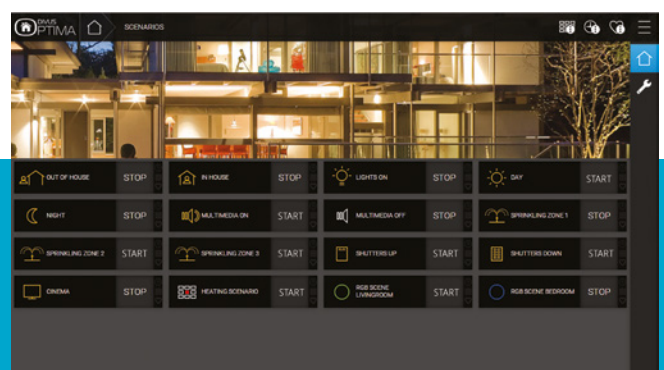 DIVUS
OPTIMA
SCENARIOS
OUT OF HOUSE STOP
IN HOUSE STOP
LIGHTS ON STOP
DAY START
NIGHT STOP
MULTIMEDIA ON START
MULTIMEDIA OFF STOP
SPRINKLING ZONE 1 STOP
SPRINKLING ZONE 2 START
SPRINKLING ZONE 3 START
SHUTTERS UP START
SHUTTERS DOWN START
CINEMA STOP
HEATING SCENARIO START
RGB SCENE
LIVINGROOM START
RGB SCENE BEDROOM STOP